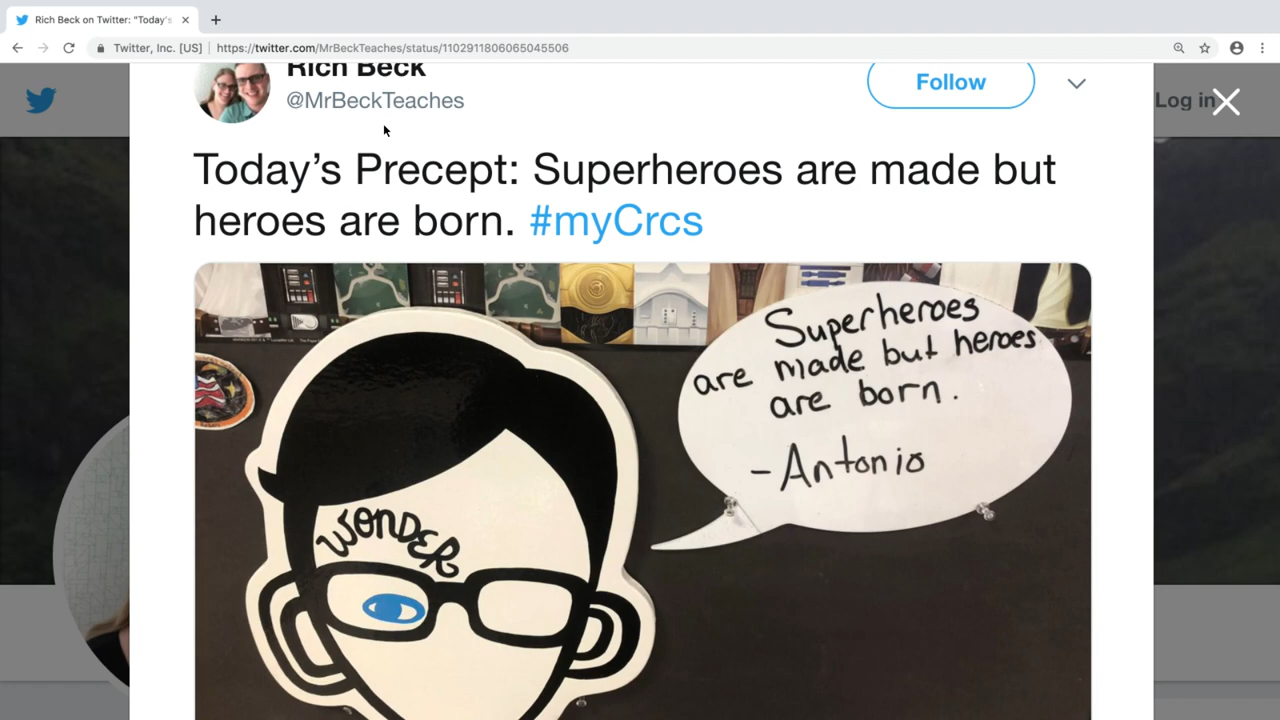 Rich Beck on Twitter: "Today's
Twitter, Inc. [US]
https://twitter.com/MrBeckTeaches/status/1102911806065045506
Rich Beck
@MrBeckTeaches
Follow
Log in
Today's Precept: Superheroes are made but
heroes are born. #myCrcs
Superheroes
are made but heroes
are born.
-Antonio
WONDER